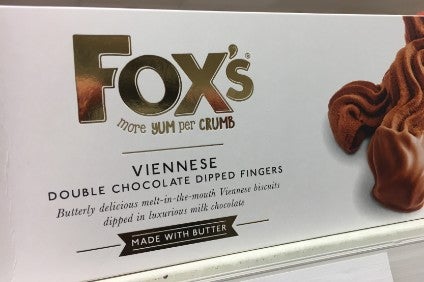 FOX'S®
more YUM per CRUMB
VIENNESE
DOUBLE CHOCOLATE DIPPED FINGERS
Butterly delicious melt-in-the-mouth Viennese biscuits
dipped in luxurious milk chocolate
MADE WITH BUTTER